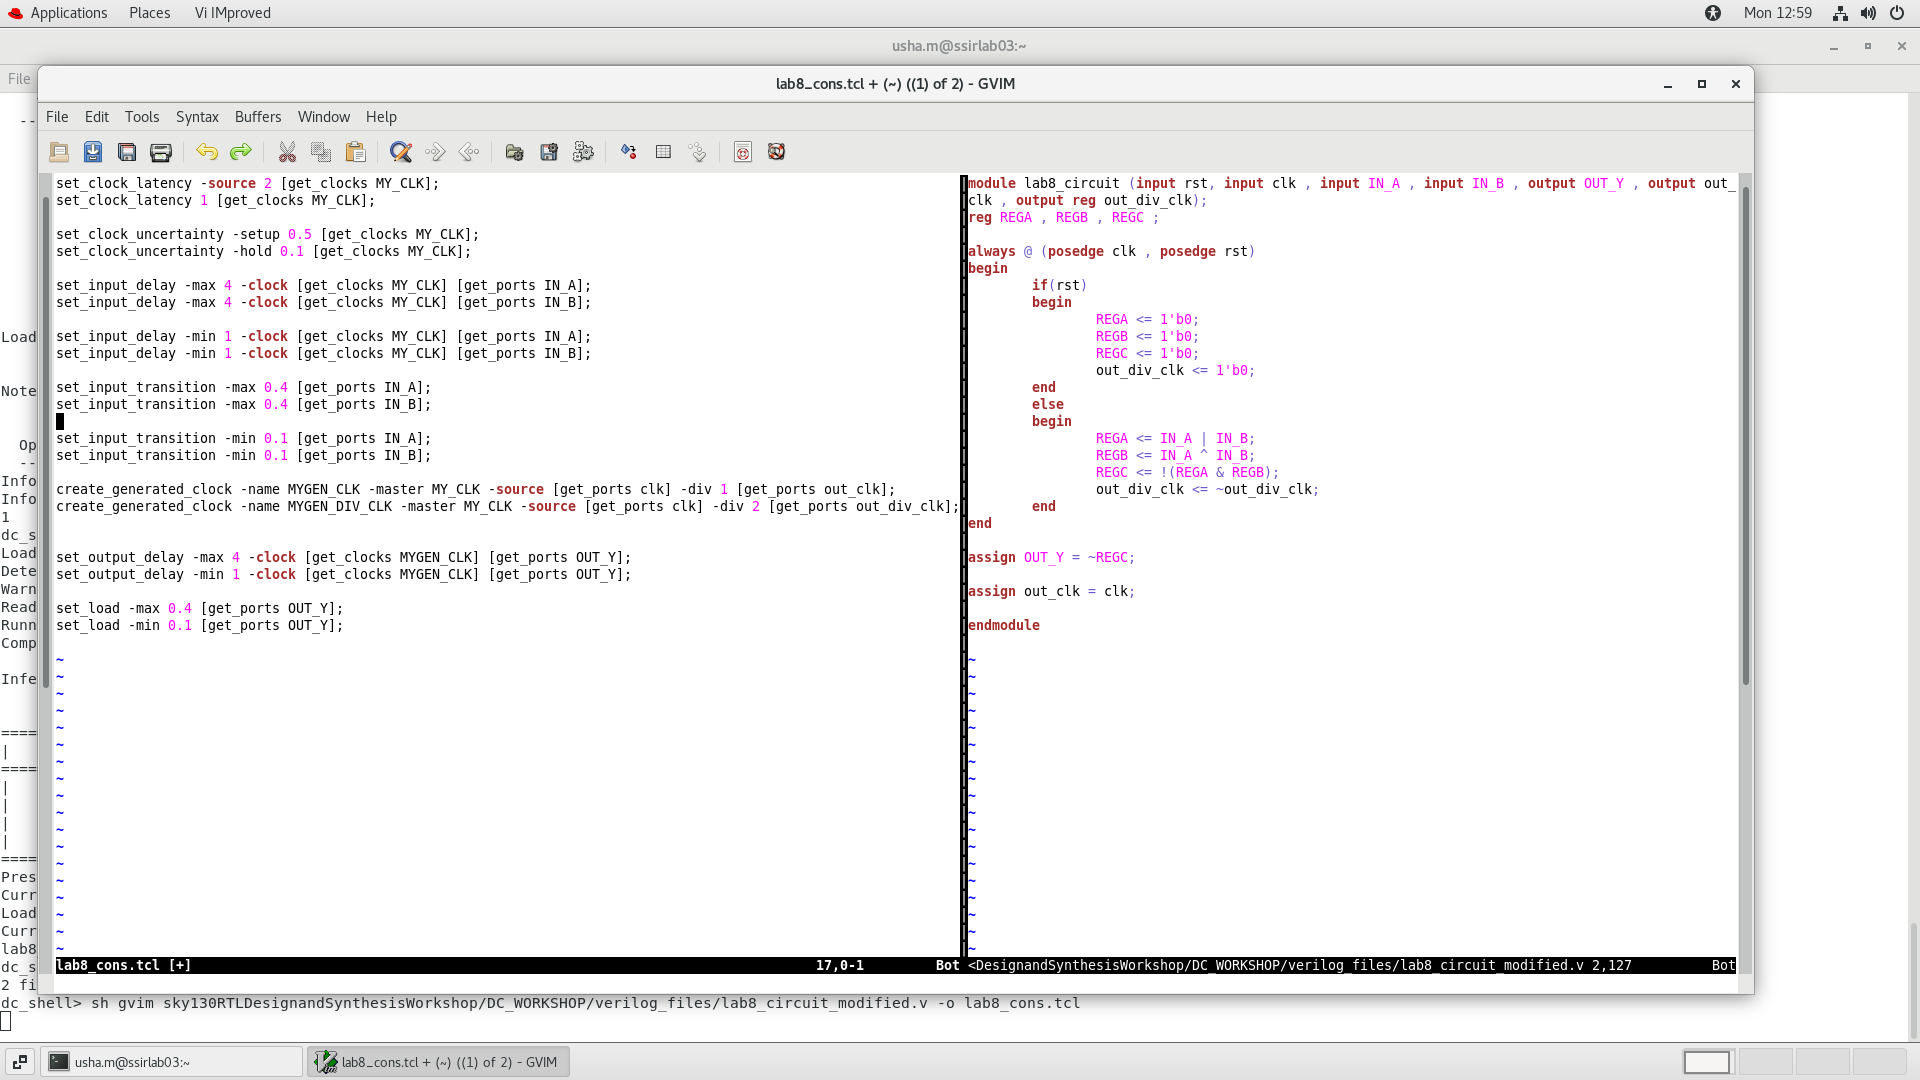 Applications Places Vi IMproved Mon 12:59
usha.m@ssirlab03:~
File
lab8_cons.tcl + (~) ((1) of 2) - GVIM
File Edit Tools Syntax Buffers Window Help
set_clock_latency -source 2 [get_clocks MY_CLK];
set_clock_latency 1 [get_clocks MY_CLK];
set_clock_uncertainty -setup 0.5 [get_clocks MY_CLK];
set_clock_uncertainty -hold 0.1 [get_clocks MY_CLK];
set_input_delay -max 4 -clock [get_clocks MY_CLK] [get_ports IN_A];
set_input_delay -max 4 -clock [get_clocks MY_CLK] [get_ports IN_B];
set_input_delay -min 1 -clock [get_clocks MY_CLK] [get_ports IN_A];
set_input_delay -min 1 -clock [get_clocks MY_CLK] [get_ports IN_B];
set_input_transition -max 0.4 [get_ports IN_A];
set_input_transition -max 0.4 [get_ports IN_B];
set_input_transition -min 0.1 [get_ports IN_A];
set_input_transition -min 0.1 [get_ports IN_B];
create_generated_clock -name MYGEN_CLK -master MY_CLK -source [get_ports clk] -div 1 [get_ports out_clk];
create_generated_clock -name MYGEN_DIV_CLK -master MY_CLK -source [get_ports clk] -div 2 [get_ports out_div_clk];
set_output_delay -max 4 -clock [get_clocks MYGEN_CLK] [get_ports OUT_Y];
set_output_delay -min 1 -clock [get_clocks MYGEN_CLK] [get_ports OUT_Y];
set_load -max 0.4 [get_ports OUT_Y];
set_load -min 0.1 [get_ports OUT_Y];
lab8_cons.tcl [+] 17,0-1 Bot
module lab8_circuit (input rst, input clk , input IN_A , input IN_B , output OUT_Y , output out_
clk , output reg out_div_clk);
reg REGA , REGB , REGC ;
always @ (posedge clk , posedge rst)
begin
if(rst)
begin
REGA <= 1'b0;
REGB <= 1'b0;
REGC <= 1'b0;
out_div_clk <= 1'b0;
end
else
begin
REGA <= IN_A | IN_B;
REGB <= IN_A ^ IN_B;
REGC <= !(REGA & REGB);
out_div_clk <= ~out_div_clk;
end
end
assign OUT_Y = ~REGC;
assign out_clk = clk;
endmodule
<DesignandSynthesisWorkshop/DC_WORKSHOP/verilog_files/lab8_circuit_modified.v 2,127 Bot
--
Load
Note
Op
--
Info
Info
1
dc_s
Load
Dete
Warn
Read
Runn
Comp
Infe
====
|
====
|
|
|
|
====
Pres
Curr
Load
Curr
lab8
dc_s
2 fi
dc_shell> sh gvim sky130RTLDesignandSynthesisWorkshop/DC_WORKSHOP/verilog_files/lab8_circuit_modified.v -o lab8_cons.tcl
usha.m@ssirlab03:~
lab8_cons.tcl + (~) ((1) of 2) - GVIM